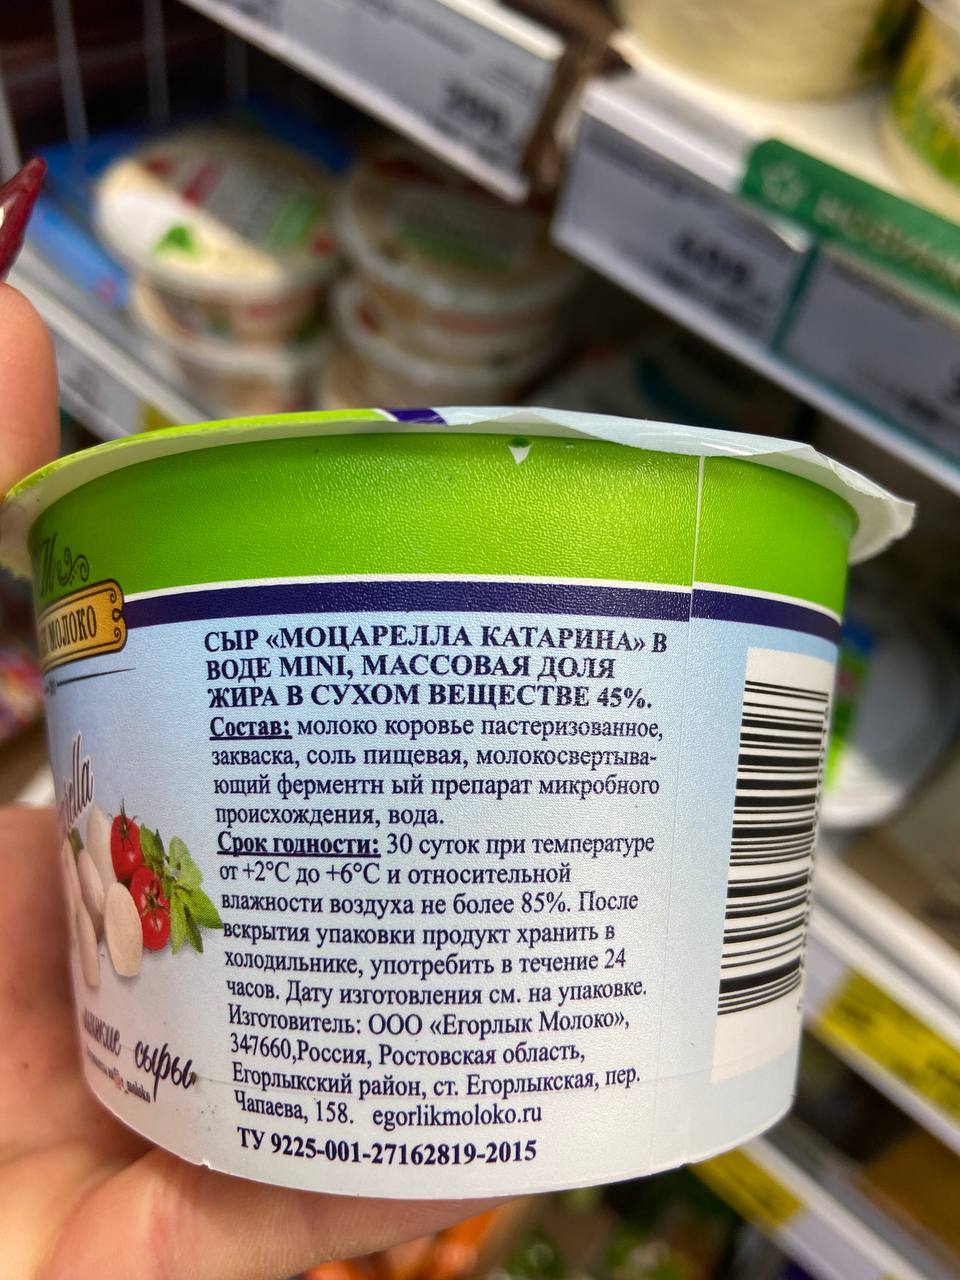 МОЛОКО
СЫР «МОЦАРЕЛЛА КАТАРИНА» В
ВОДЕ MINI, МАССОВАЯ ДОЛЯ
ЖИРА В СУХОМ ВЕЩЕСТВЕ 45%.
Состав: молоко коровье пастеризованное,
закваска, соль пищевая, молокосвертыва-
ющий ферментн ый препарат микробного
происхождения, вода.
Срок годности: 30 суток при температуре
от +2°С до +6°С и относительной
влажности воздуха не более 85%. После
вскрытия упаковки продукт хранить в
холодильнике, употребить в течение 24
часов. Дату изготовления см. на упаковке.
Изготовитель: ООО «Егорлык Молоко»,
347660,Россия, Ростовская область,
Егорлыкский район, ст. Егорлыкская, пер.
Чапаева, 158. egorlikmoloko.ru
ТУ 9225-001-27162819-2015
сыры